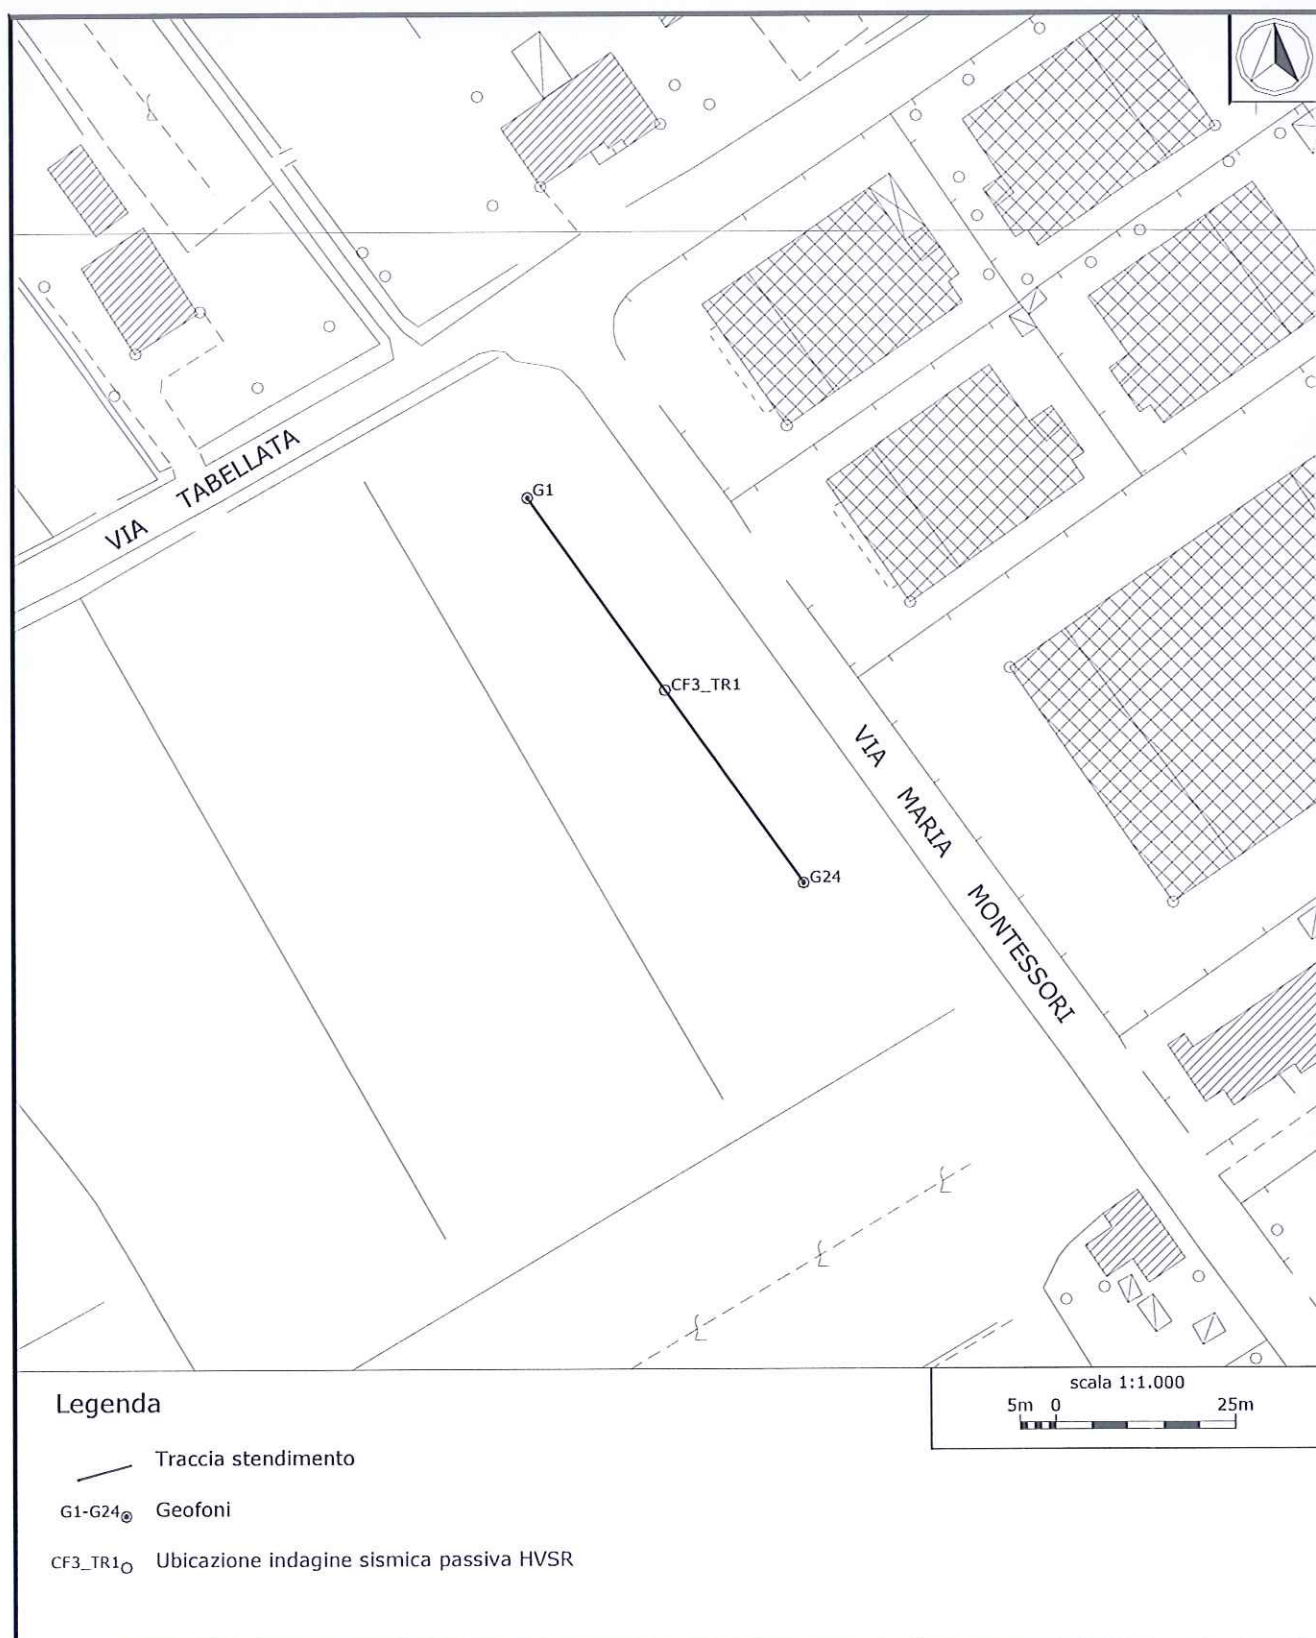 G1
VIA TABELLATA
CF3_TR1
VIA MARIA MONTESSORI
G24
Legenda
Traccia stendimento
G1-G24 Geofoni
CF3_TR1 Ubicazione indagine sismica passiva HVSR
scala 1:1.000
5m 0 25m